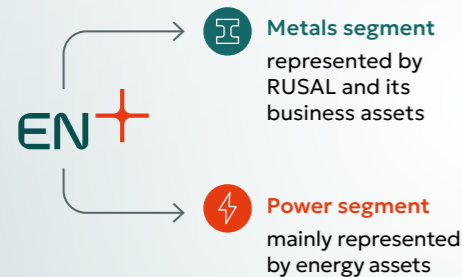 Metals segment
represented by
RUSAL and its
business assets
EN+
Power segment
mainly represented
by energy assets